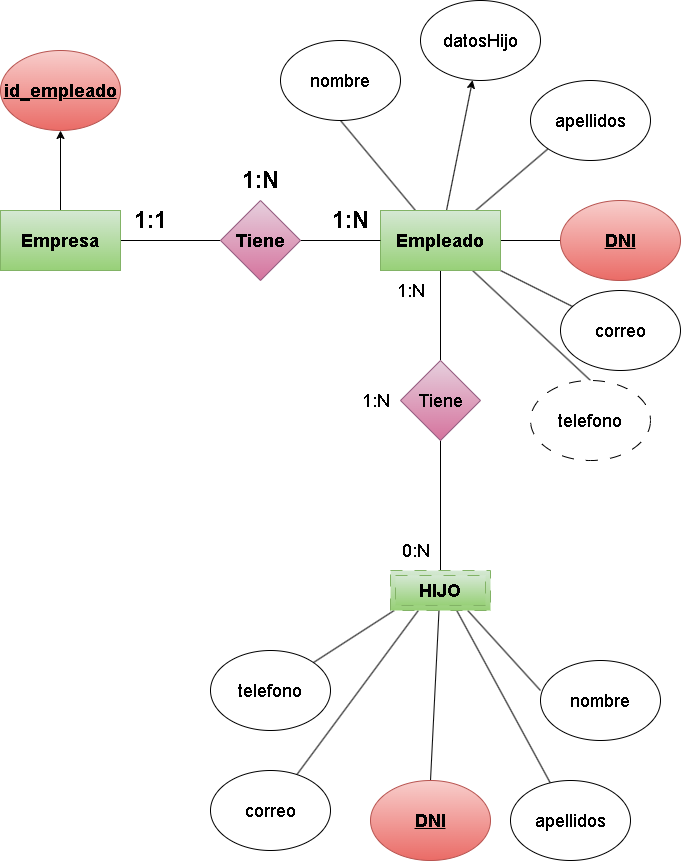 datosHijo
nombre
id_empleado
apellidos
1:N
1:1
1:N
Empresa
Tiene
Empleado
DNI
1:N
correo
1:N
Tiene
telefono
0:N
HIJO
telefono
nombre
correo
DNI
apellidos